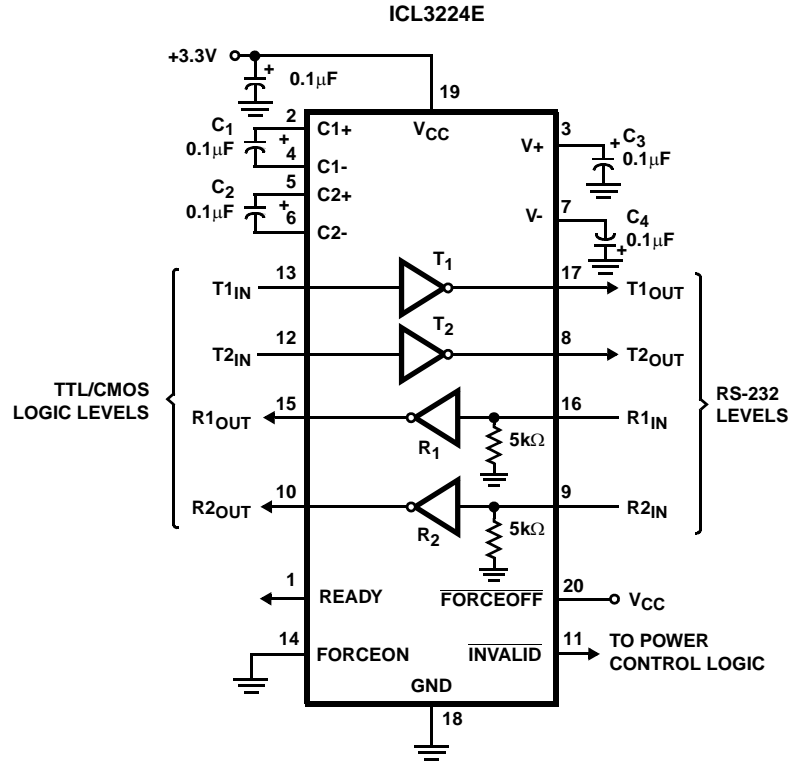 ICL3224E
+3.3V
+
0.1μF
19
VCC
2
C1+
C1
0.1μF
+
4
C1-
5
C2+
C2
0.1μF
+
6
C2-
3
V+
+
C3
0.1μF
7
V-
C4
0.1μF
+
T1IN
13
T1
17
T1OUT
T2IN
12
T2
8
T2OUT
TTL/CMOS
LOGIC LEVELS
R1OUT
15
R1
5kΩ
16
R1IN
RS-232
LEVELS
R2OUT
10
R2
5kΩ
9
R2IN
1
READY
FORCEOFF
20
VCC
14
FORCEON
INVALID
11
TO POWER
CONTROL LOGIC
GND
18